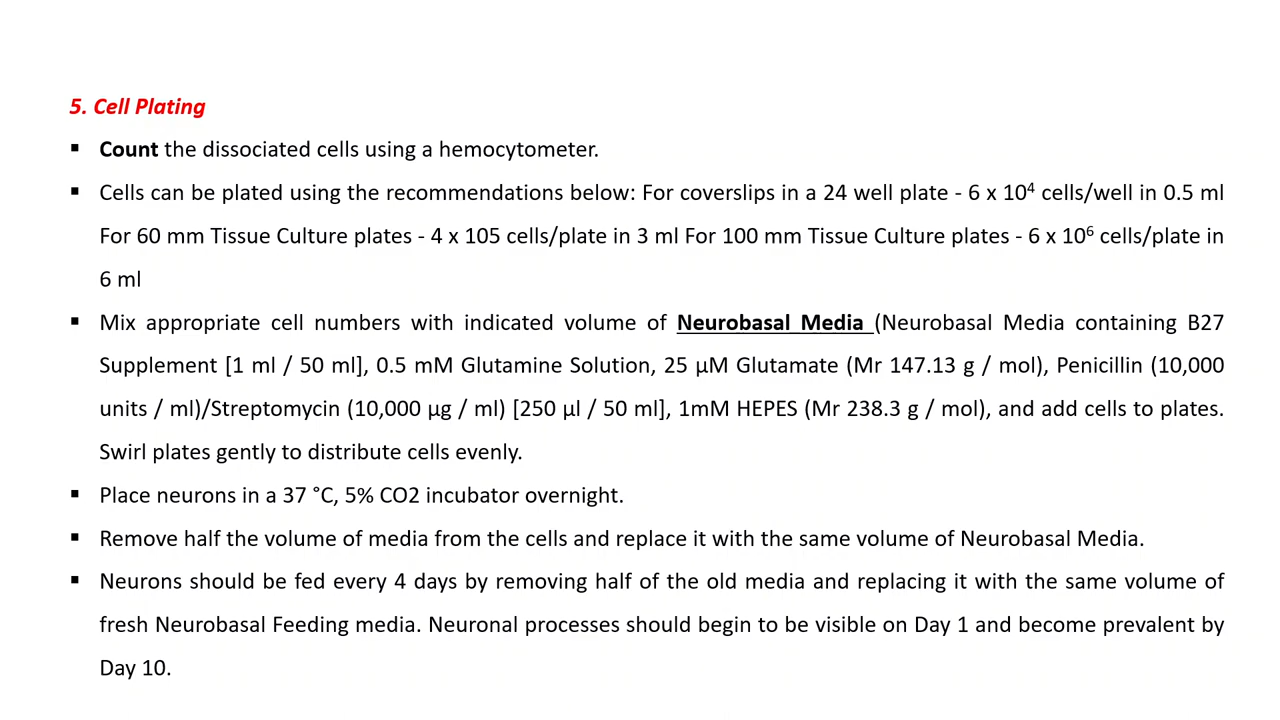 5. Cell Plating
▪ Count the dissociated cells using a hemocytometer.
▪ Cells can be plated using the recommendations below: For coverslips in a 24 well plate - 6 x 10⁴ cells/well in 0.5 ml
For 60 mm Tissue Culture plates - 4 x 105 cells/plate in 3 ml For 100 mm Tissue Culture plates - 6 x 10⁶ cells/plate in
6 ml
▪ Mix appropriate cell numbers with indicated volume of Neurobasal Media (Neurobasal Media containing B27
Supplement [1 ml / 50 ml], 0.5 mM Glutamine Solution, 25 µM Glutamate (Mr 147.13 g / mol), Penicillin (10,000
units / ml)/Streptomycin (10,000 µg / ml) [250 µl / 50 ml], 1mM HEPES (Mr 238.3 g / mol), and add cells to plates.
Swirl plates gently to distribute cells evenly.
▪ Place neurons in a 37 °C, 5% CO2 incubator overnight.
▪ Remove half the volume of media from the cells and replace it with the same volume of Neurobasal Media.
▪ Neurons should be fed every 4 days by removing half of the old media and replacing it with the same volume of
fresh Neurobasal Feeding media. Neuronal processes should begin to be visible on Day 1 and become prevalent by
Day 10.